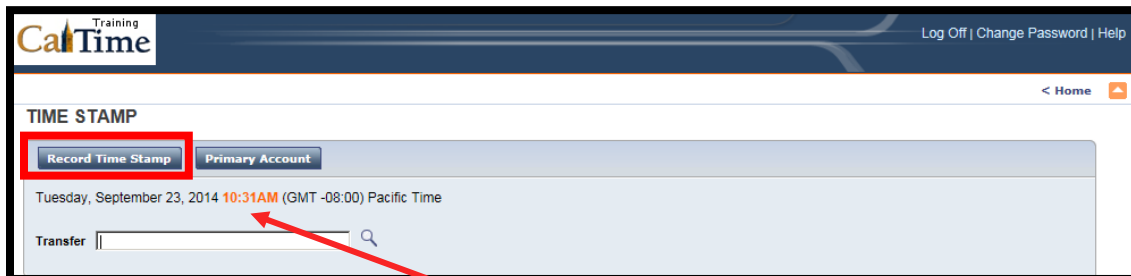 Training
CalTime
Log Off | Change Password | Help
< Home
TIME STAMP
Record Time Stamp
Primary Account
Tuesday, September 23, 2014 10:31AM (GMT -08:00) Pacific Time
Transfer